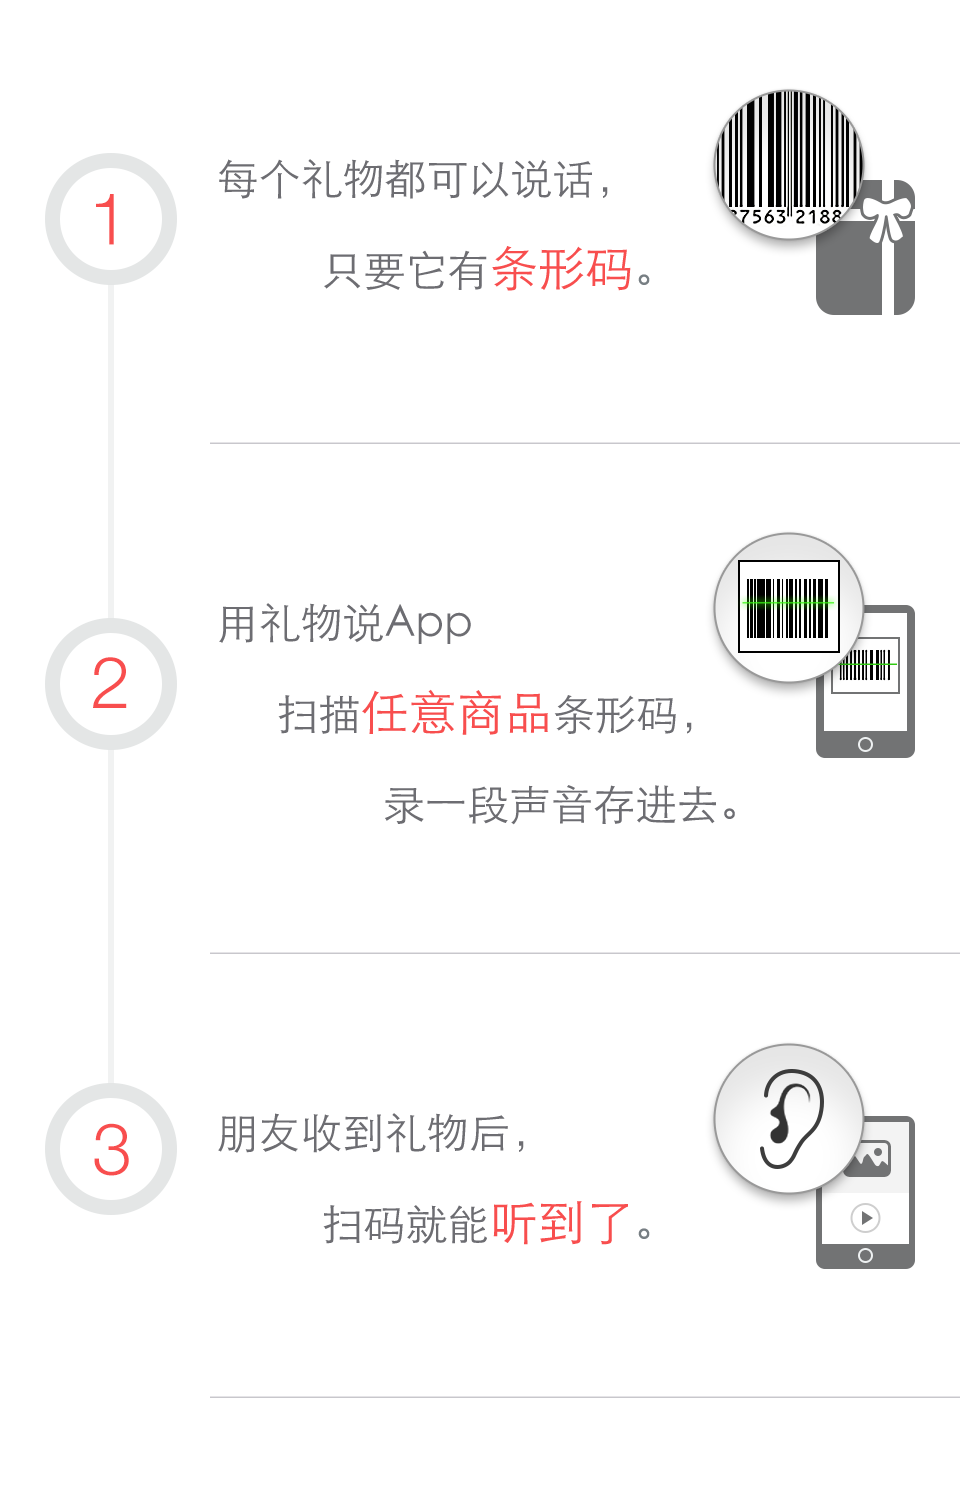 1
每个礼物都可以说话，
只要它有条形码。
37563 2188
2
用礼物说App
扫描任意商品条形码，
录一段声音存进去。
3
朋友收到礼物后，
扫码就能听到了。